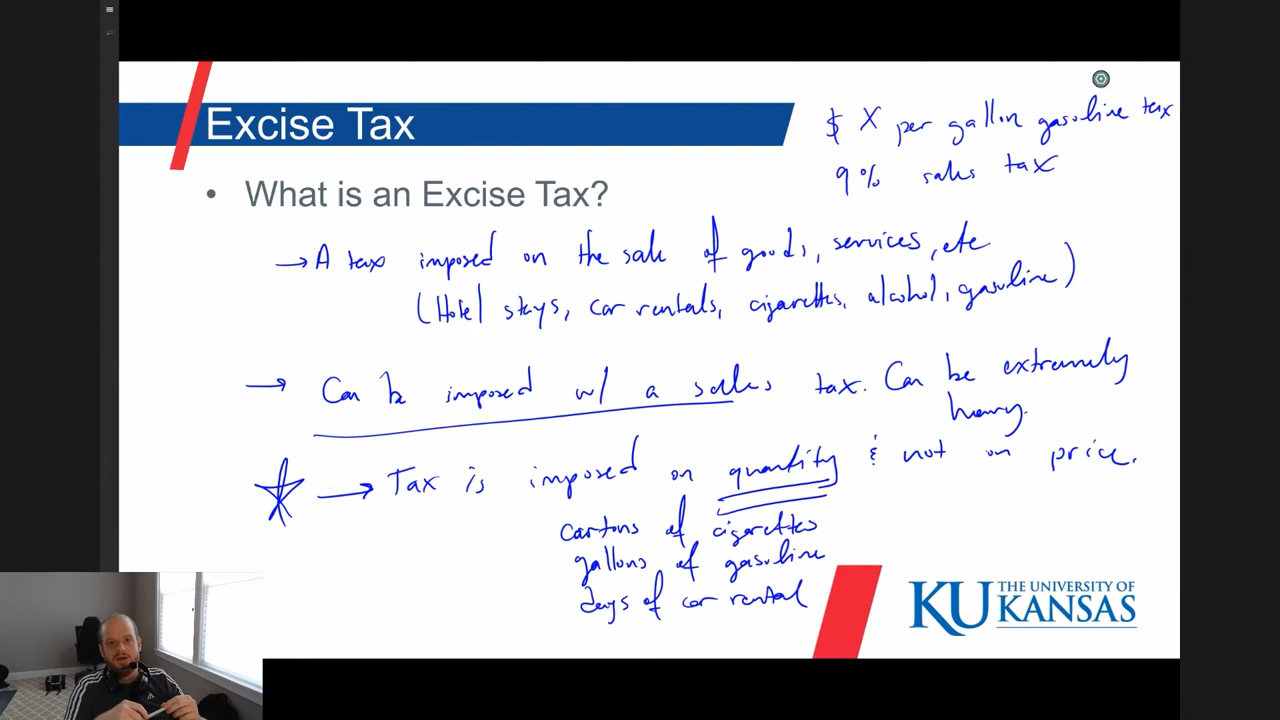 Excise Tax
$ X per gallon gasoline tax
9% sales tax
• What is an Excise Tax?
→ A tax imposed on the sale of goods, services, etc
(Hotel stays, car rentals, cigarettes, alcohol, gasoline)
→ Can be imposed w/ a sales tax. Can be extremely
heavy.
→ Tax is imposed on quantity & not on price.
cartons of cigarettes
gallons of gasoline
days of car rental
KU THE UNIVERSITY OF
KANSAS